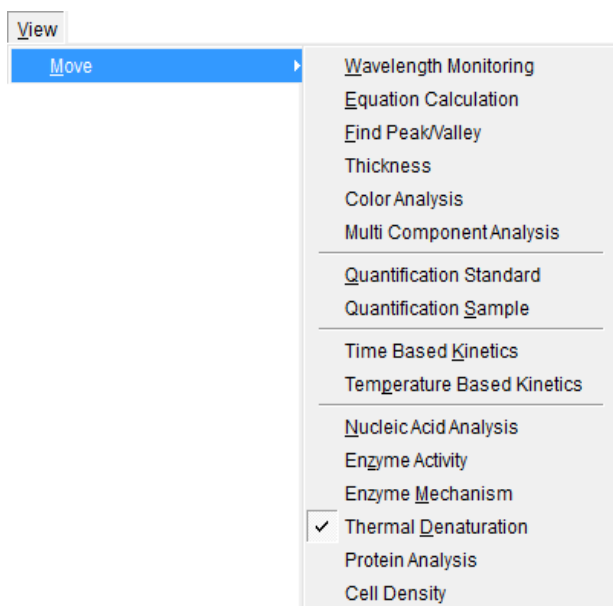 View
Move
Wavelength Monitoring
Equation Calculation
Find Peak/Valley
Thickness
Color Analysis
Multi Component Analysis
Quantification Standard
Quantification Sample
Time Based Kinetics
Temperature Based Kinetics
Nucleic Acid Analysis
Enzyme Activity
Enzyme Mechanism
Thermal Denaturation
Protein Analysis
Cell Density